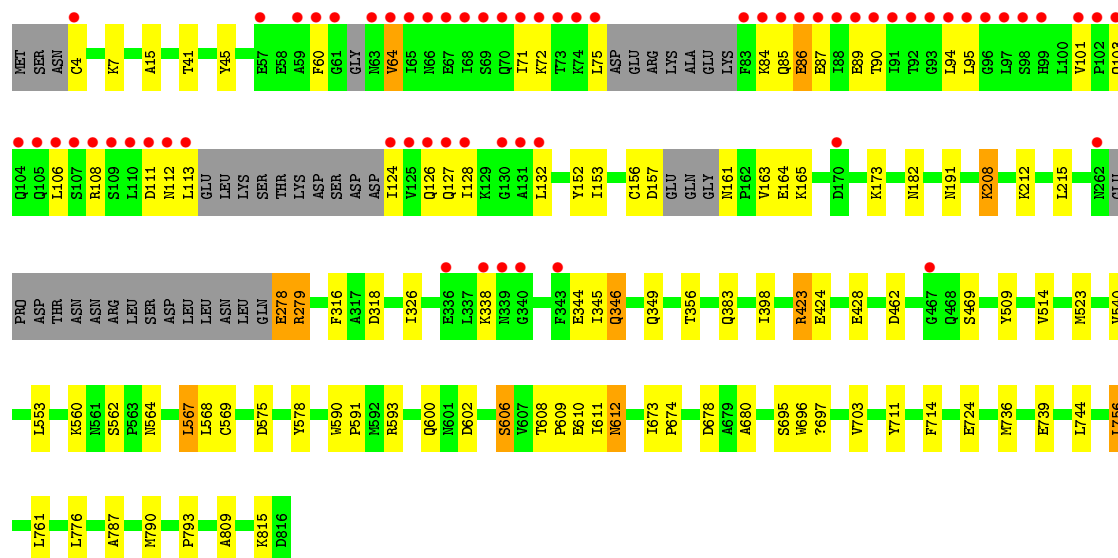 MET SER ASN C4 K7 A15 T41 Y45 E57 E58 A59 F60 G61 GLY N63 V64 I65 N66 E67 I68 S69 Q70 I71 K72 T73 K74 L75 ASP GLU ARG LYS ALA GLU LYS F83 K84 Q85 E86 E87 I88 E89 T90 I91 T92 G93 L94 L95 G96 L97 S98 H99 L100 V101 P102
Q104 Q105 L106 S107 R108 S109 L110 D111 N112 L113 GLU LEU LYS SER THR LYS ASP SER ASP ASP I124 V125 Q126 Q127 I128 K129 G130 A131 L132 Y152 I153 C156 D157 GLU GLN GLY N161 P162 V163 E164 K165 D170 K173 N182 N191 K208 K212 L215 N262
PRO ASP THR ASN ASN ARG LEU SER ASP LEU LEU ASN LEU GLN E278 R279 F316 A317 D318 I326 E336 L337 K338 N339 G340 F343 E344 I345 Q346 Q349 T356 Q383 I398 R423 E424 E428 D462 G467 Q468 S469 Y509 V514 M523
L553 K560 N561 S562 P563 N564 L567 L568 C569 D575 Y578 W590 P591 M592 R593 Q600 N601 D602 S606 V607 T608 P609 E610 I611 N612 I673 P674 D678 A679 A680 S695 W696 ?697 V703 Y711 F714 E724 M736 E739 L744
L761 L776 A787 M790 P793 A809 K815 D816